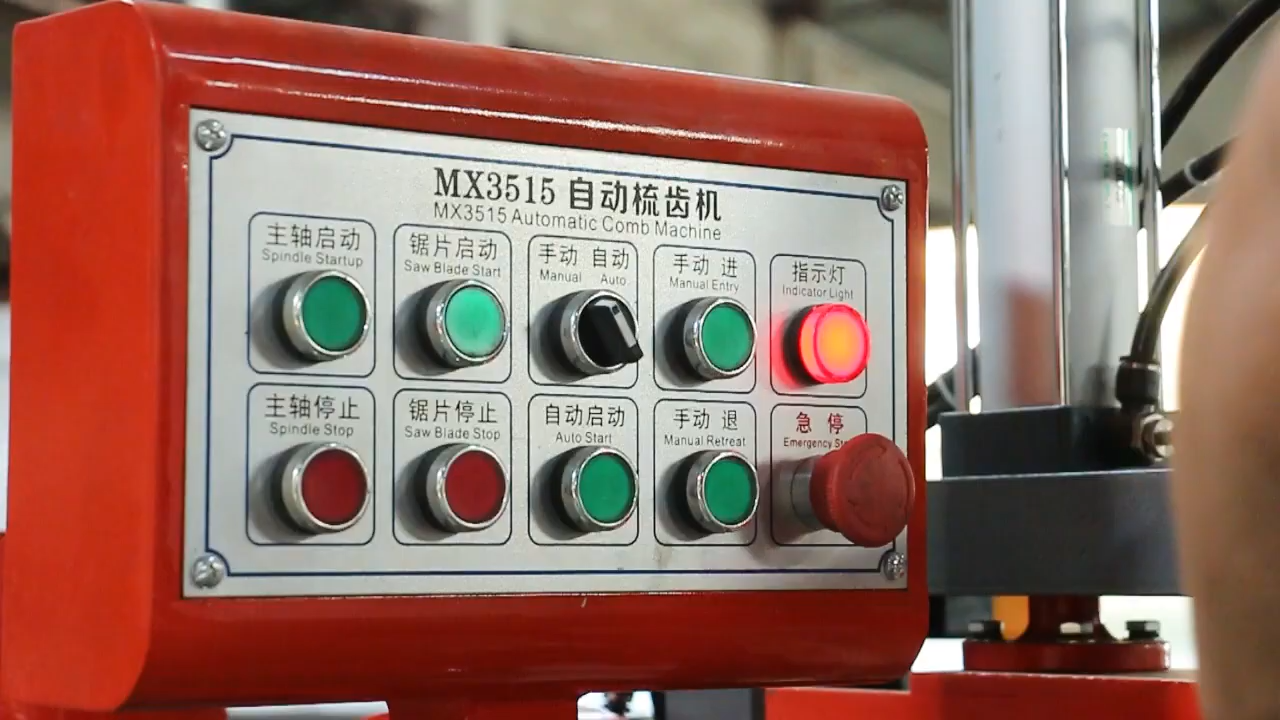 MX3515 自动梳齿机
MX3515 Automatic Comb Machine
主轴启动
Spindle Startup
锯片启动
Saw Blade Start
手动 自动
Manual Auto
手动 进
Manual Entry
指示灯
Indicator Light
主轴停止
Spindle Stop
锯片停止
Saw Blade Stop
自动启动
Auto Start
手动 退
Manual Retreat
急 停
Emergency